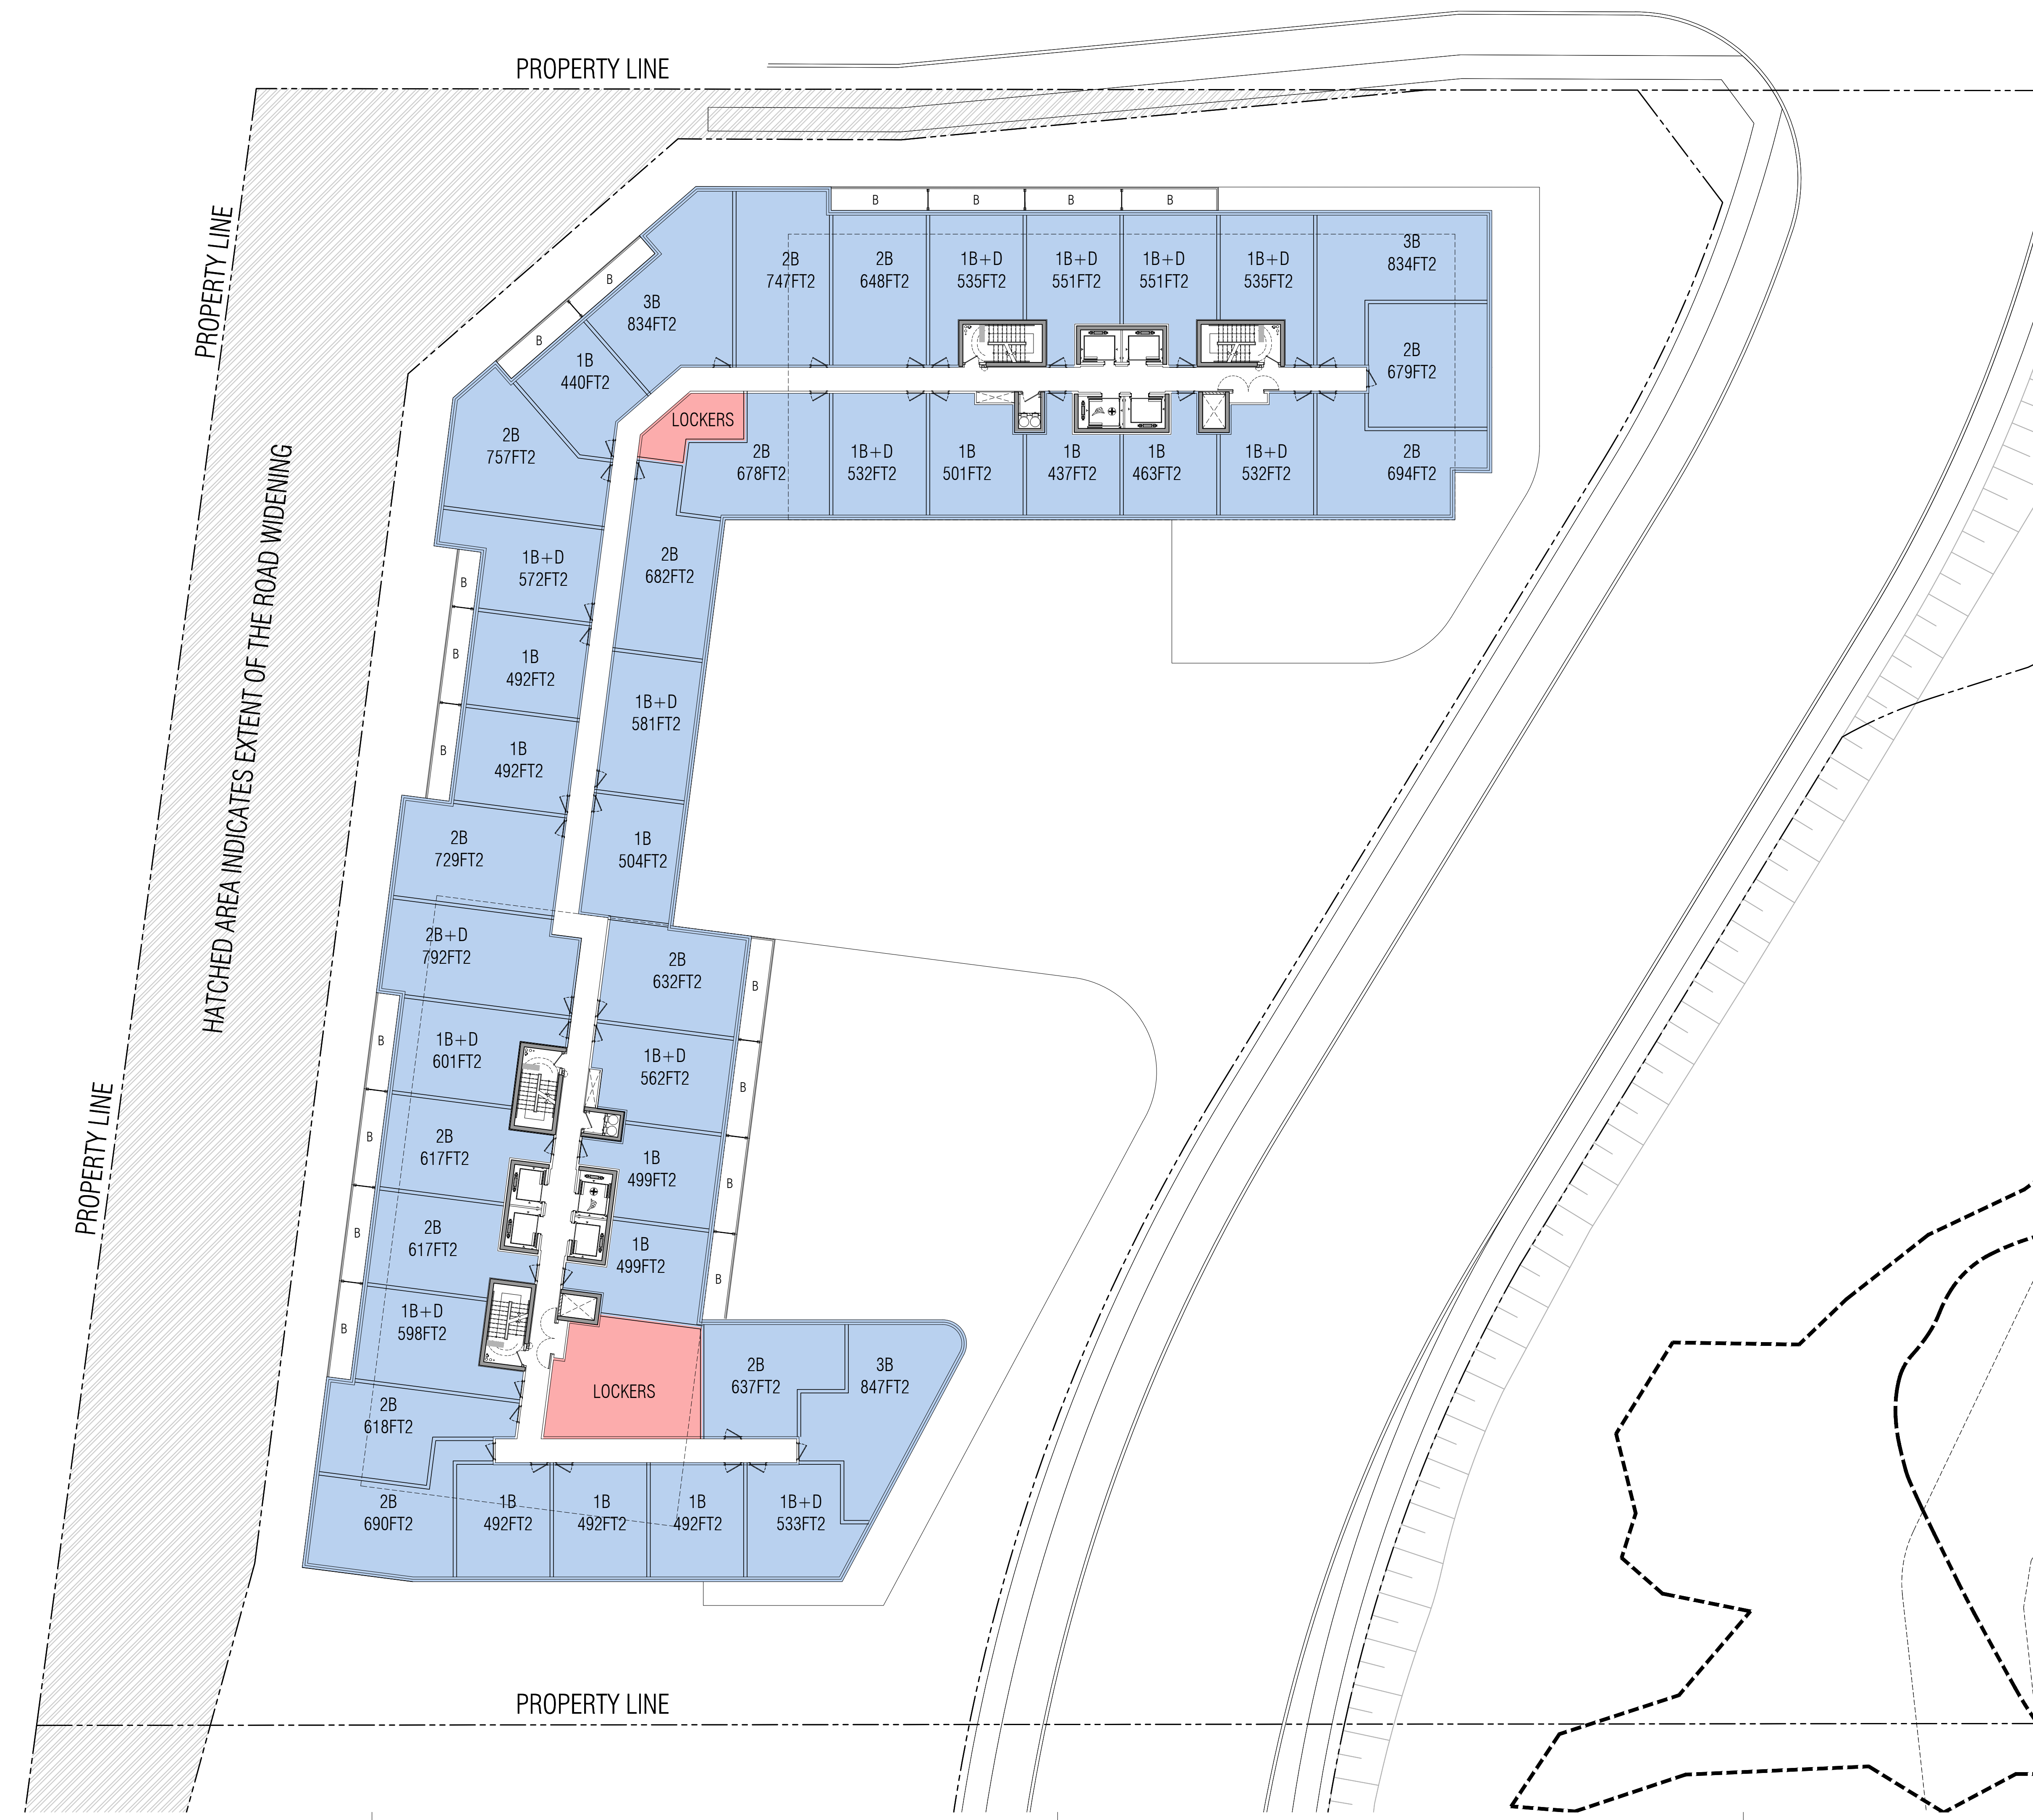 PROPERTY LINE
PROPERTY LINE
HATCHED AREA INDICATES EXTENT OF THE ROAD WIDENING
PROPERTY LINE
B
B
B
B
B
B
3B
834FT2
2B
747FT2
2B
648FT2
1B+D
535FT2
1B+D
551FT2
1B+D
551FT2
1B+D
535FT2
3B
834FT2
1B
440FT2
2B
679FT2
LOCKERS
2B
757FT2
2B
678FT2
1B+D
532FT2
1B
501FT2
1B
437FT2
1B
463FT2
1B+D
532FT2
2B
694FT2
B
1B+D
572FT2
2B
682FT2
B
1B
492FT2
1B+D
581FT2
B
1B
492FT2
2B
729FT2
1B
504FT2
2B+D
792FT2
2B
632FT2
B
B
1B+D
601FT2
1B+D
562FT2
B
B
2B
617FT2
1B
499FT2
B
B
2B
617FT2
1B
499FT2
B
B
1B+D
598FT2
2B
637FT2
3B
847FT2
LOCKERS
2B
618FT2
2B
690FT2
1B
492FT2
1B
492FT2
1B
492FT2
1B+D
533FT2
PROPERTY LINE